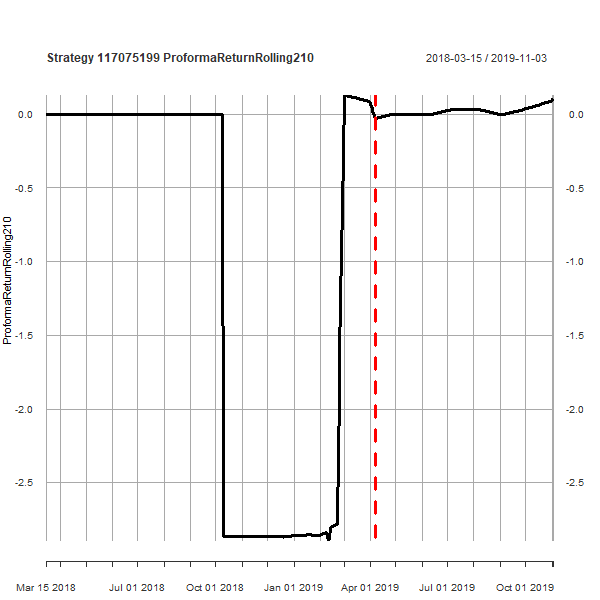 Strategy 117075199 ProformaReturnRolling210
2018-03-15 / 2019-11-03
ProformaReturnRolling210
0.0 0.0
-0.5 -0.5
-1.0 -1.0
-1.5 -1.5
-2.0 -2.0
-2.5 -2.5
Mar 15 2018 Jul 01 2018 Oct 01 2018 Jan 01 2019 Apr 01 2019 Jul 01 2019 Oct 01 2019